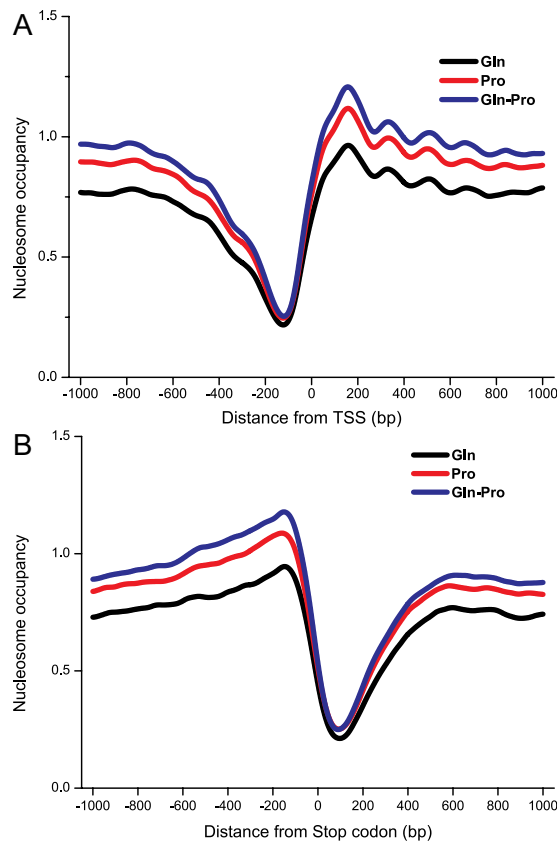 A
1.5
1.0
0.5
0.0
Nucleosome occupancy
Gln
Pro
Gln-Pro
-1000 -800 -600 -400 -200 0 200 400 600 800 1000
Distance from TSS (bp)
B
1.5
1.0
0.5
0.0
Nucleosome occupancy
Gln
Pro
Gln-Pro
-1000 -800 -600 -400 -200 0 200 400 600 800 1000
Distance from Stop codon (bp)